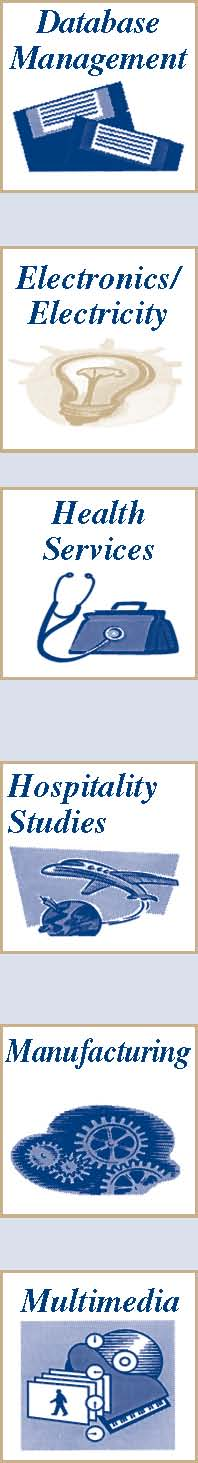 Database
Management
Electronics/
Electricity
Health
Services
Hospitality
Studies
Manufacturing
Multimedia